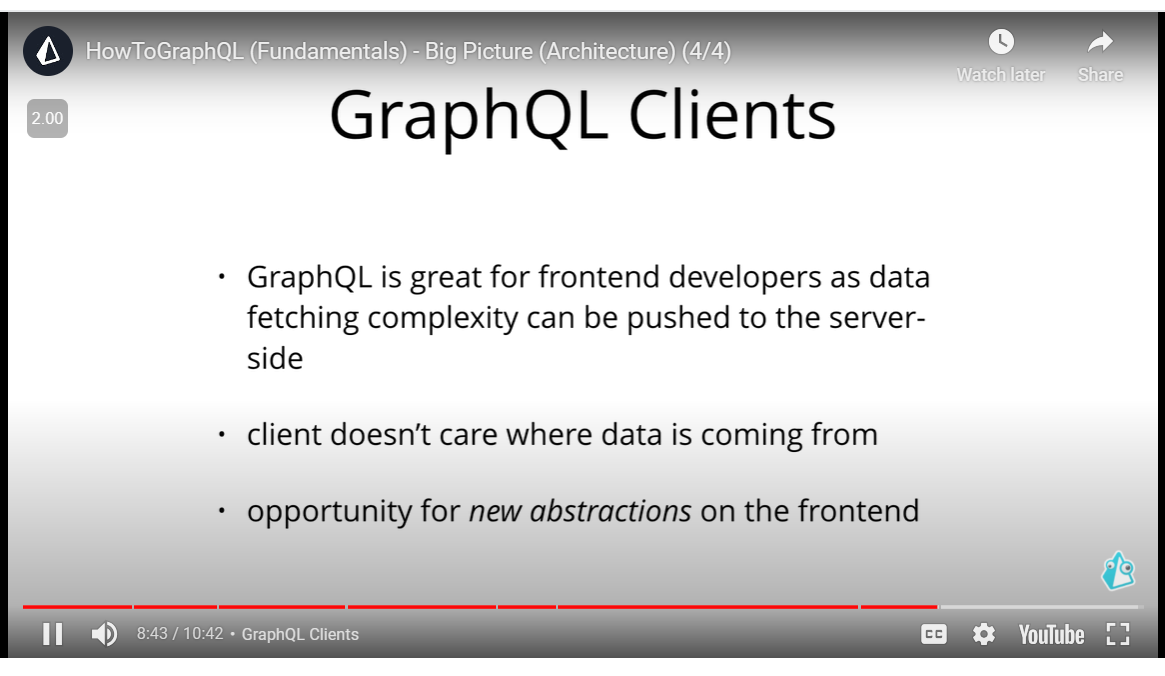 HowToGraphQL (Fundamentals) - Big Picture (Architecture) (4/4)
Watch later
Share
2.00
GraphQL Clients
• GraphQL is great for frontend developers as data
fetching complexity can be pushed to the server-
side
• client doesn’t care where data is coming from
• opportunity for new abstractions on the frontend
8:43 / 10:42 • GraphQL Clients
CC
YouTube